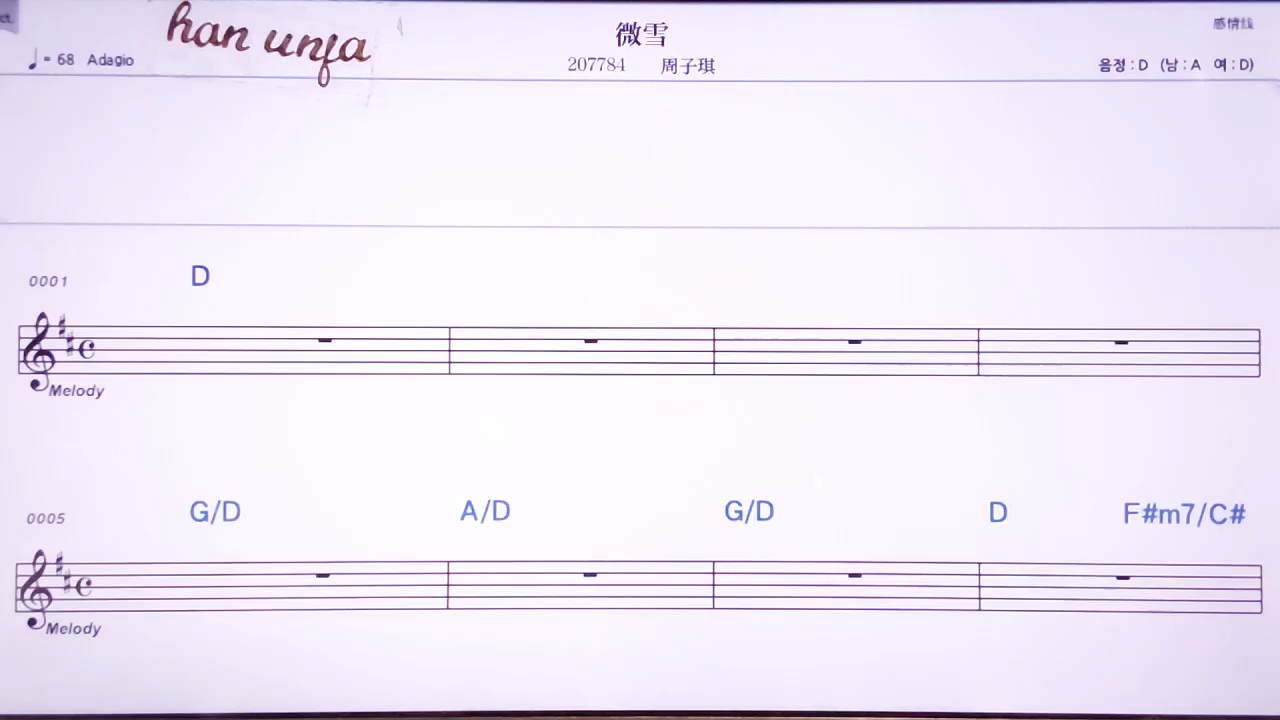 han unfa
微雪
感情线
♩= 68 Adagio
207784 周子琪
음정 : D (남 : A 여 : D)
0001 D
Melody
0005 G/D A/D G/D D F#m7/C#
Melody